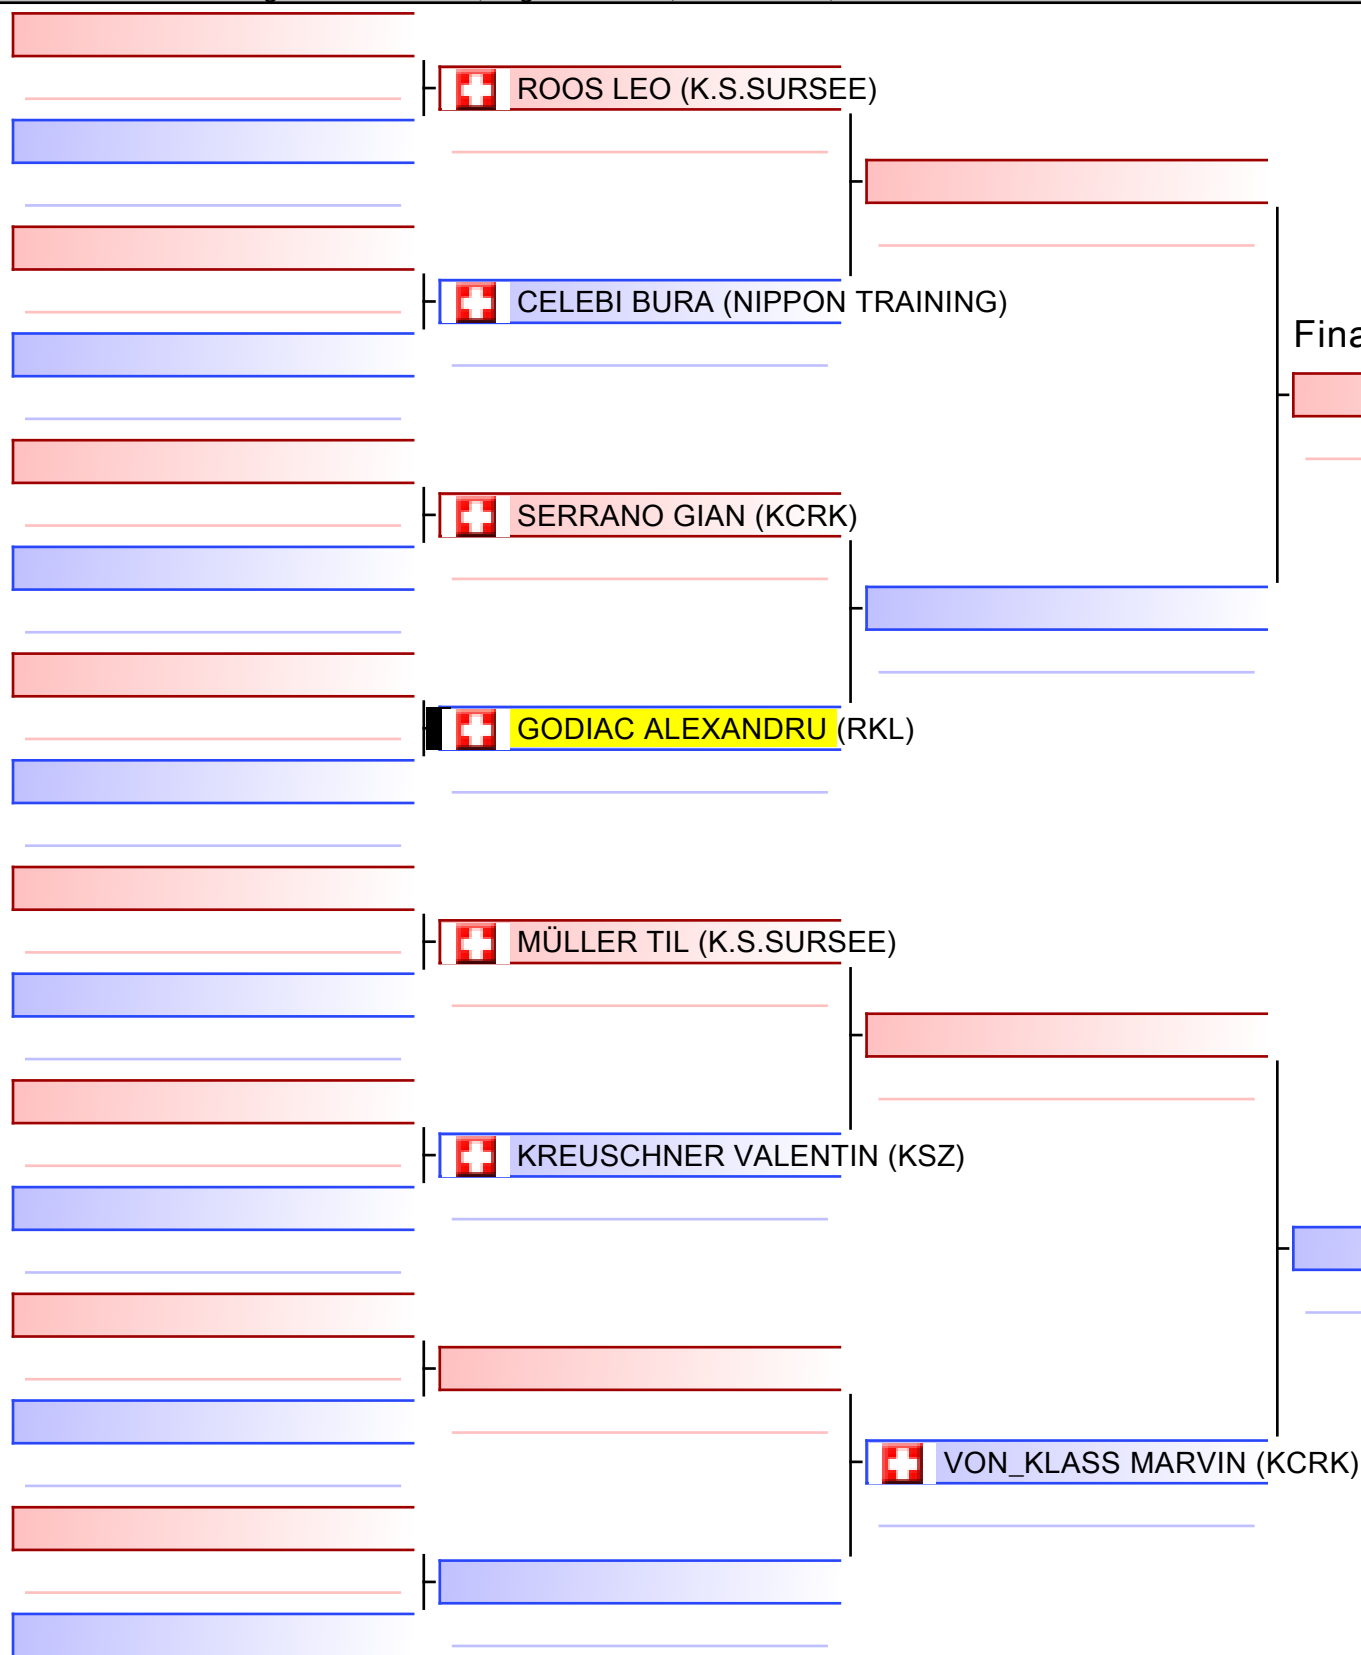 ROOS LEO (K.S.SURSEE)
CELEBI BURA (NIPPON TRAINING)
SERRANO GIAN (KCRK)
GODIAC ALEXANDRU (RKL)
MÜLLER TIL (K.S.SURSEE)
KREUSCHNER VALENTIN (KSZ)
VON_KLASS MARVIN (KCRK)